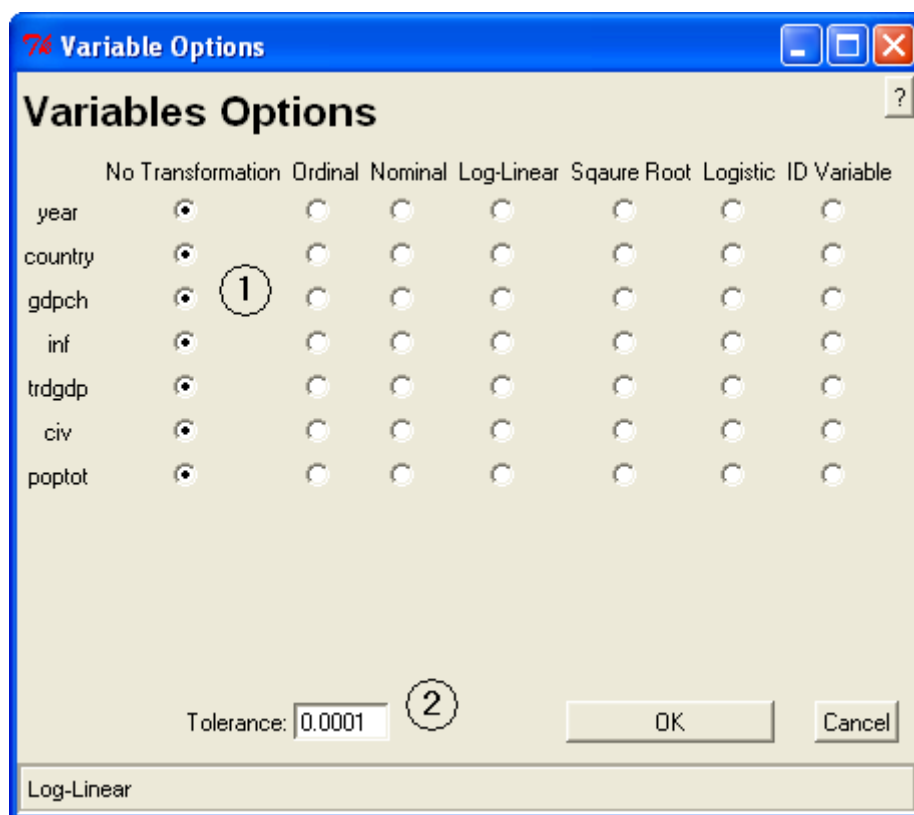 7% Variable Options
Variables Options
?
No Transformation Ordinal Nominal Log-Linear Sqaure Root Logistic ID Variable
year
country
gdpch
1
inf
trdgdp
civ
poptot
Tolerance: 0.0001
2
OK
Cancel
Log-Linear